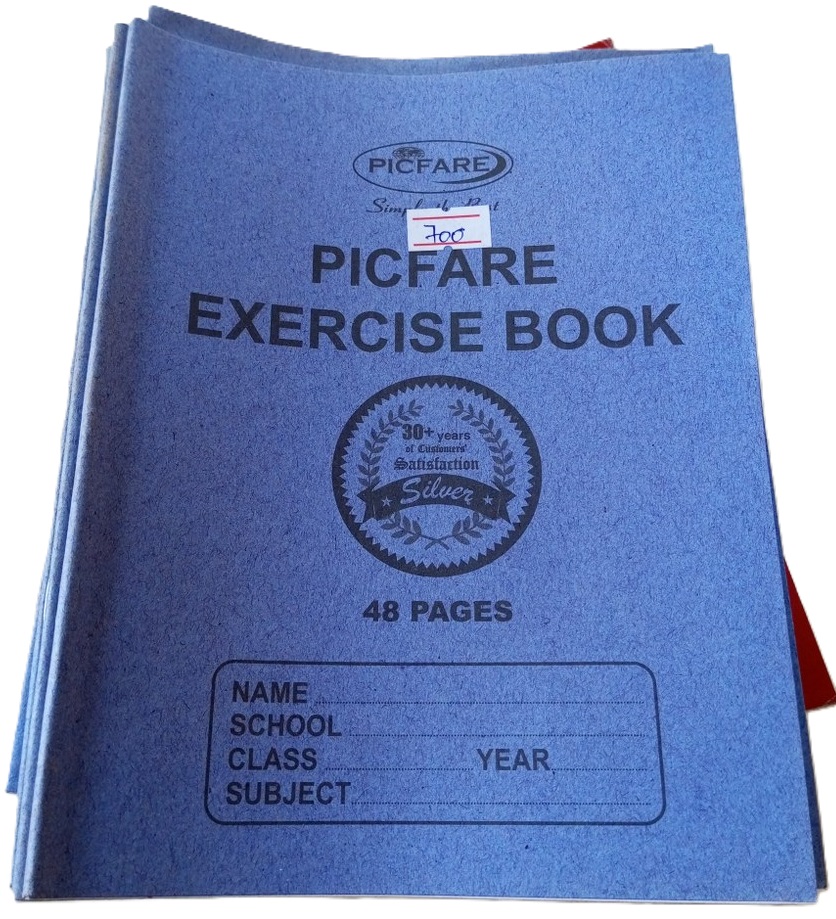 PICFARE
700
PICFARE
EXERCISE BOOK
30+ years
of Customers'
Satisfaction
Silver
48 PAGES
NAME
SCHOOL
CLASS YEAR
SUBJECT